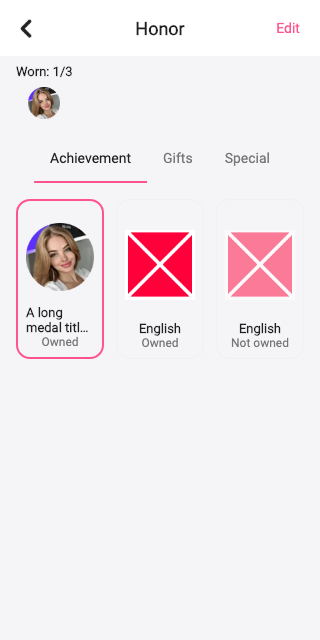 Honor
Edit
Worn: 1/3
Achievement
Gifts
Special
A long
medal titl...
Owned
English
Owned
English
Not owned